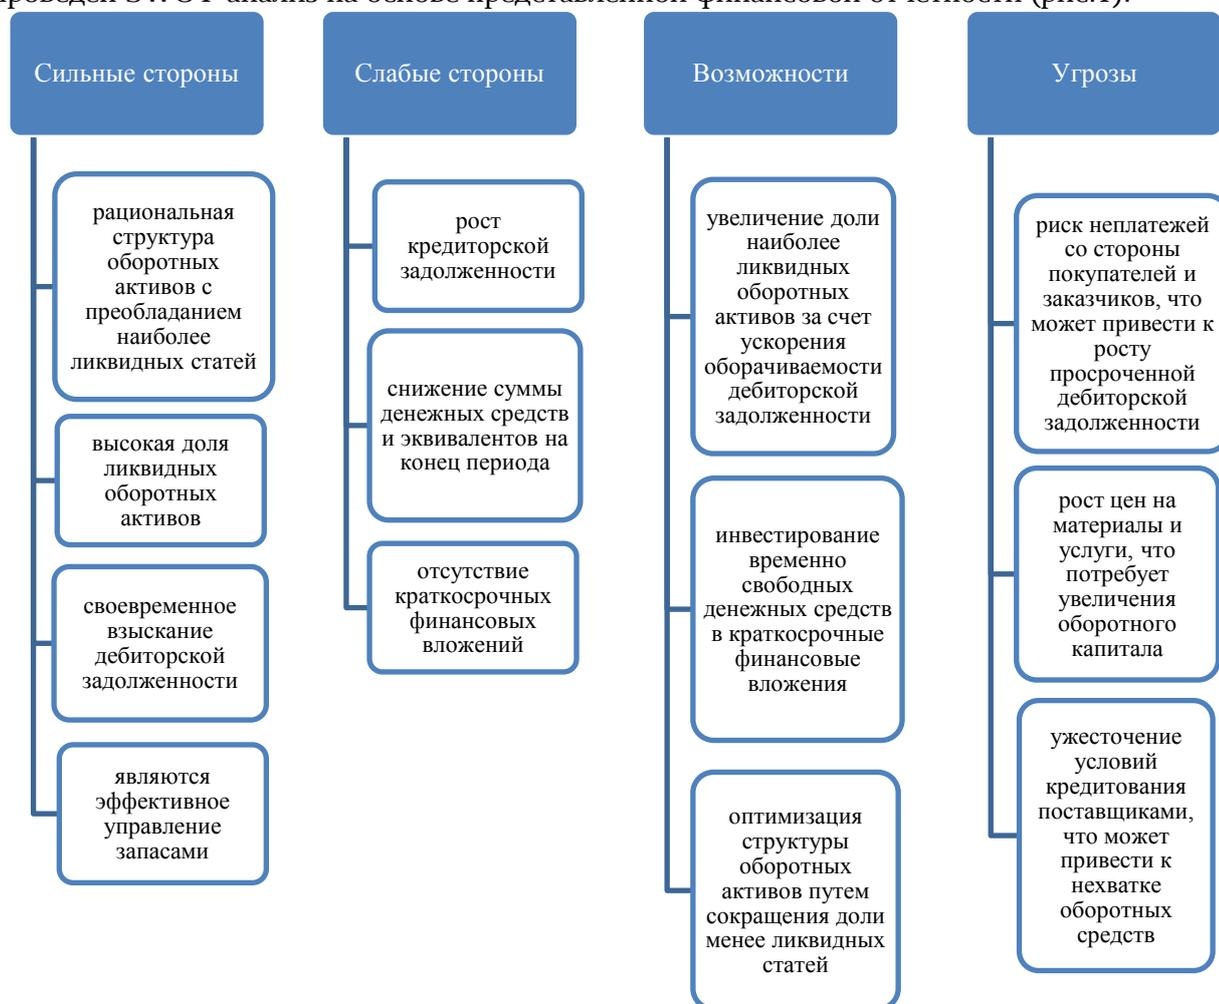 проведен SWOT-анализ на основе представленной финансовой отчетности (рис.1).
Сильные стороны
рациональная
структура
оборотных
активов с
преобладанием
наиболее
ликвидных статей
высокая доля
ликвидных
оборотных
активов
своевременное
взыскание
дебиторской
задолженности
являются
эффективное
управление
запасами
Слабые стороны
рост
кредиторской
задолженности
снижение суммы
денежных средств
и эквивалентов на
конец периода
отсутствие
краткосрочных
финансовых
вложений
Возможности
увеличение доли
наиболее
ликвидных
оборотных
активов за счет
ускорения
оборачиваемости
дебиторской
задолженности
инвестирование
временно
свободных
денежных средств
в краткосрочные
финансовые
вложения
оптимизация
структуры
оборотных
активов путем
сокращения доли
менее ликвидных
статей
Угрозы
риск неплатежей
со стороны
покупателей и
заказчиков, что
может привести к
росту
просроченной
дебиторской
задолженности
рост цен на
материалы и
услуги, что
потребует
увеличения
оборотного
капитала
ужесточение
условий
кредитования
поставщиками,
что может
привести к
нехватке
оборотных
средств